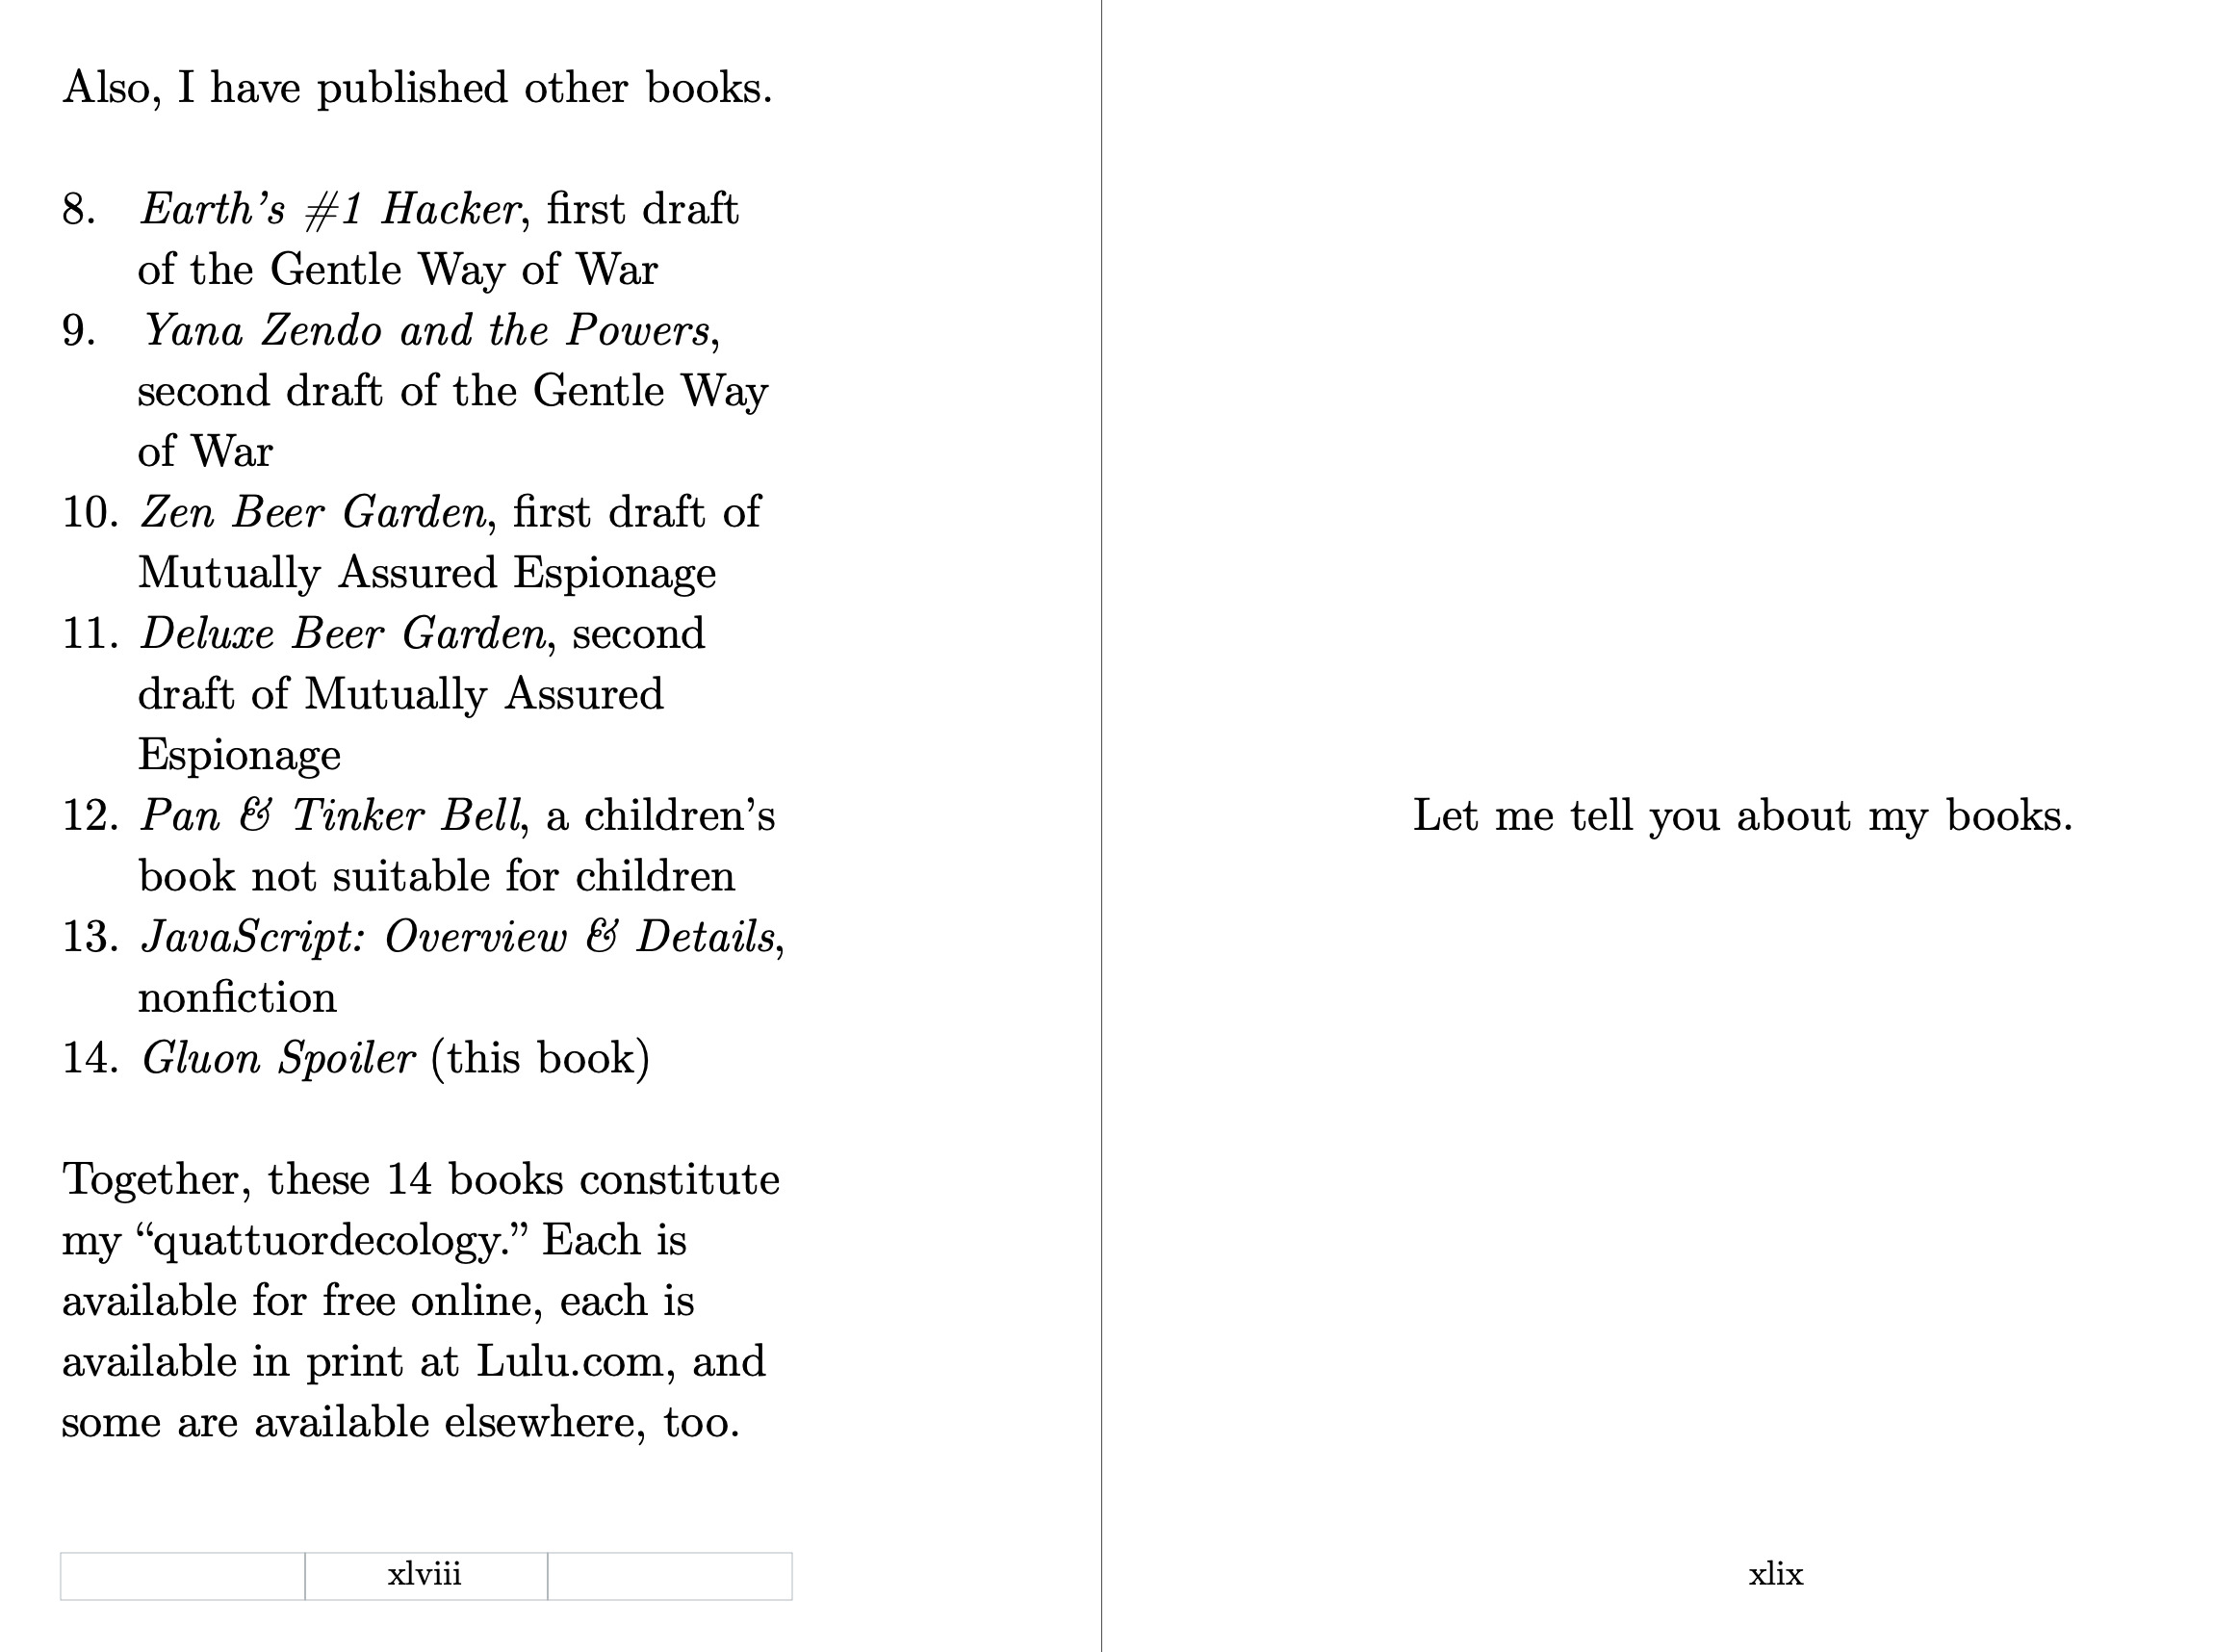 Also, I have published other books.
8. Earth’s #1 Hacker, first draft
of the Gentle Way of War
9. Yana Zendo and the Powers,
second draft of the Gentle Way
of War
10. Zen Beer Garden, first draft of
Mutually Assured Espionage
11. Deluxe Beer Garden, second
draft of Mutually Assured
Espionage
12. Pan & Tinker Bell, a children’s
book not suitable for children
13. JavaScript: Overview & Details,
nonfiction
14. Gluon Spoiler (this book)
Together, these 14 books constitute
my “quattuordecology.” Each is
available for free online, each is
available in print at Lulu.com, and
some are available elsewhere, too.
xlviii
Let me tell you about my books.
xlix